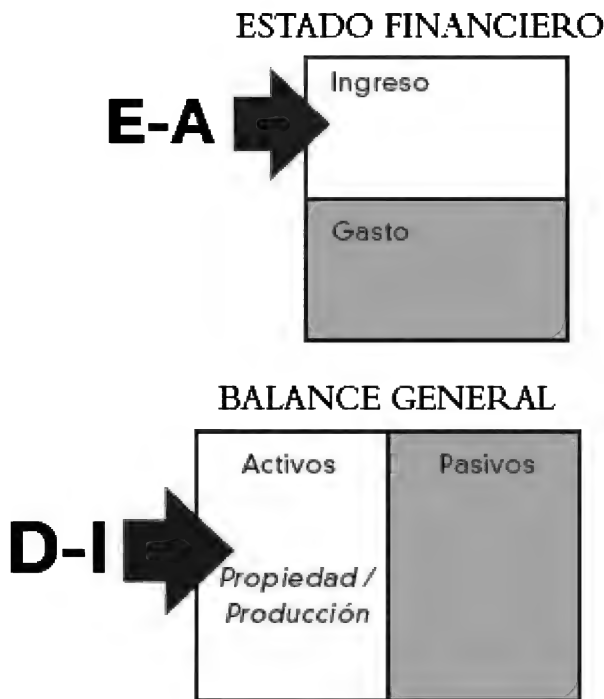 ESTADO FINANCIERO
Ingreso
E-A
Gasto
BALANCE GENERAL
Activos
Pasivos
D-I
Propiedad /
Producción